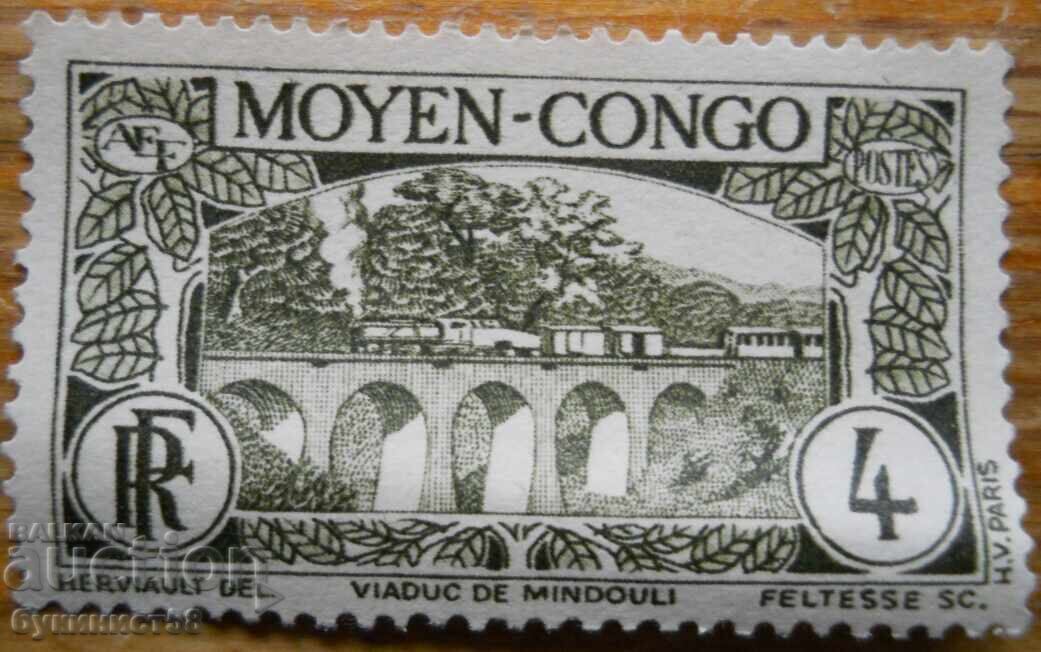 MOYEN-CONGO
AEF
POSTES
RF
4
H.V. PARIS
HERVIAULT DEL.
VIADUC DE MINDOULI
FELTESSE SC.
BALKAN
auction
букинист58